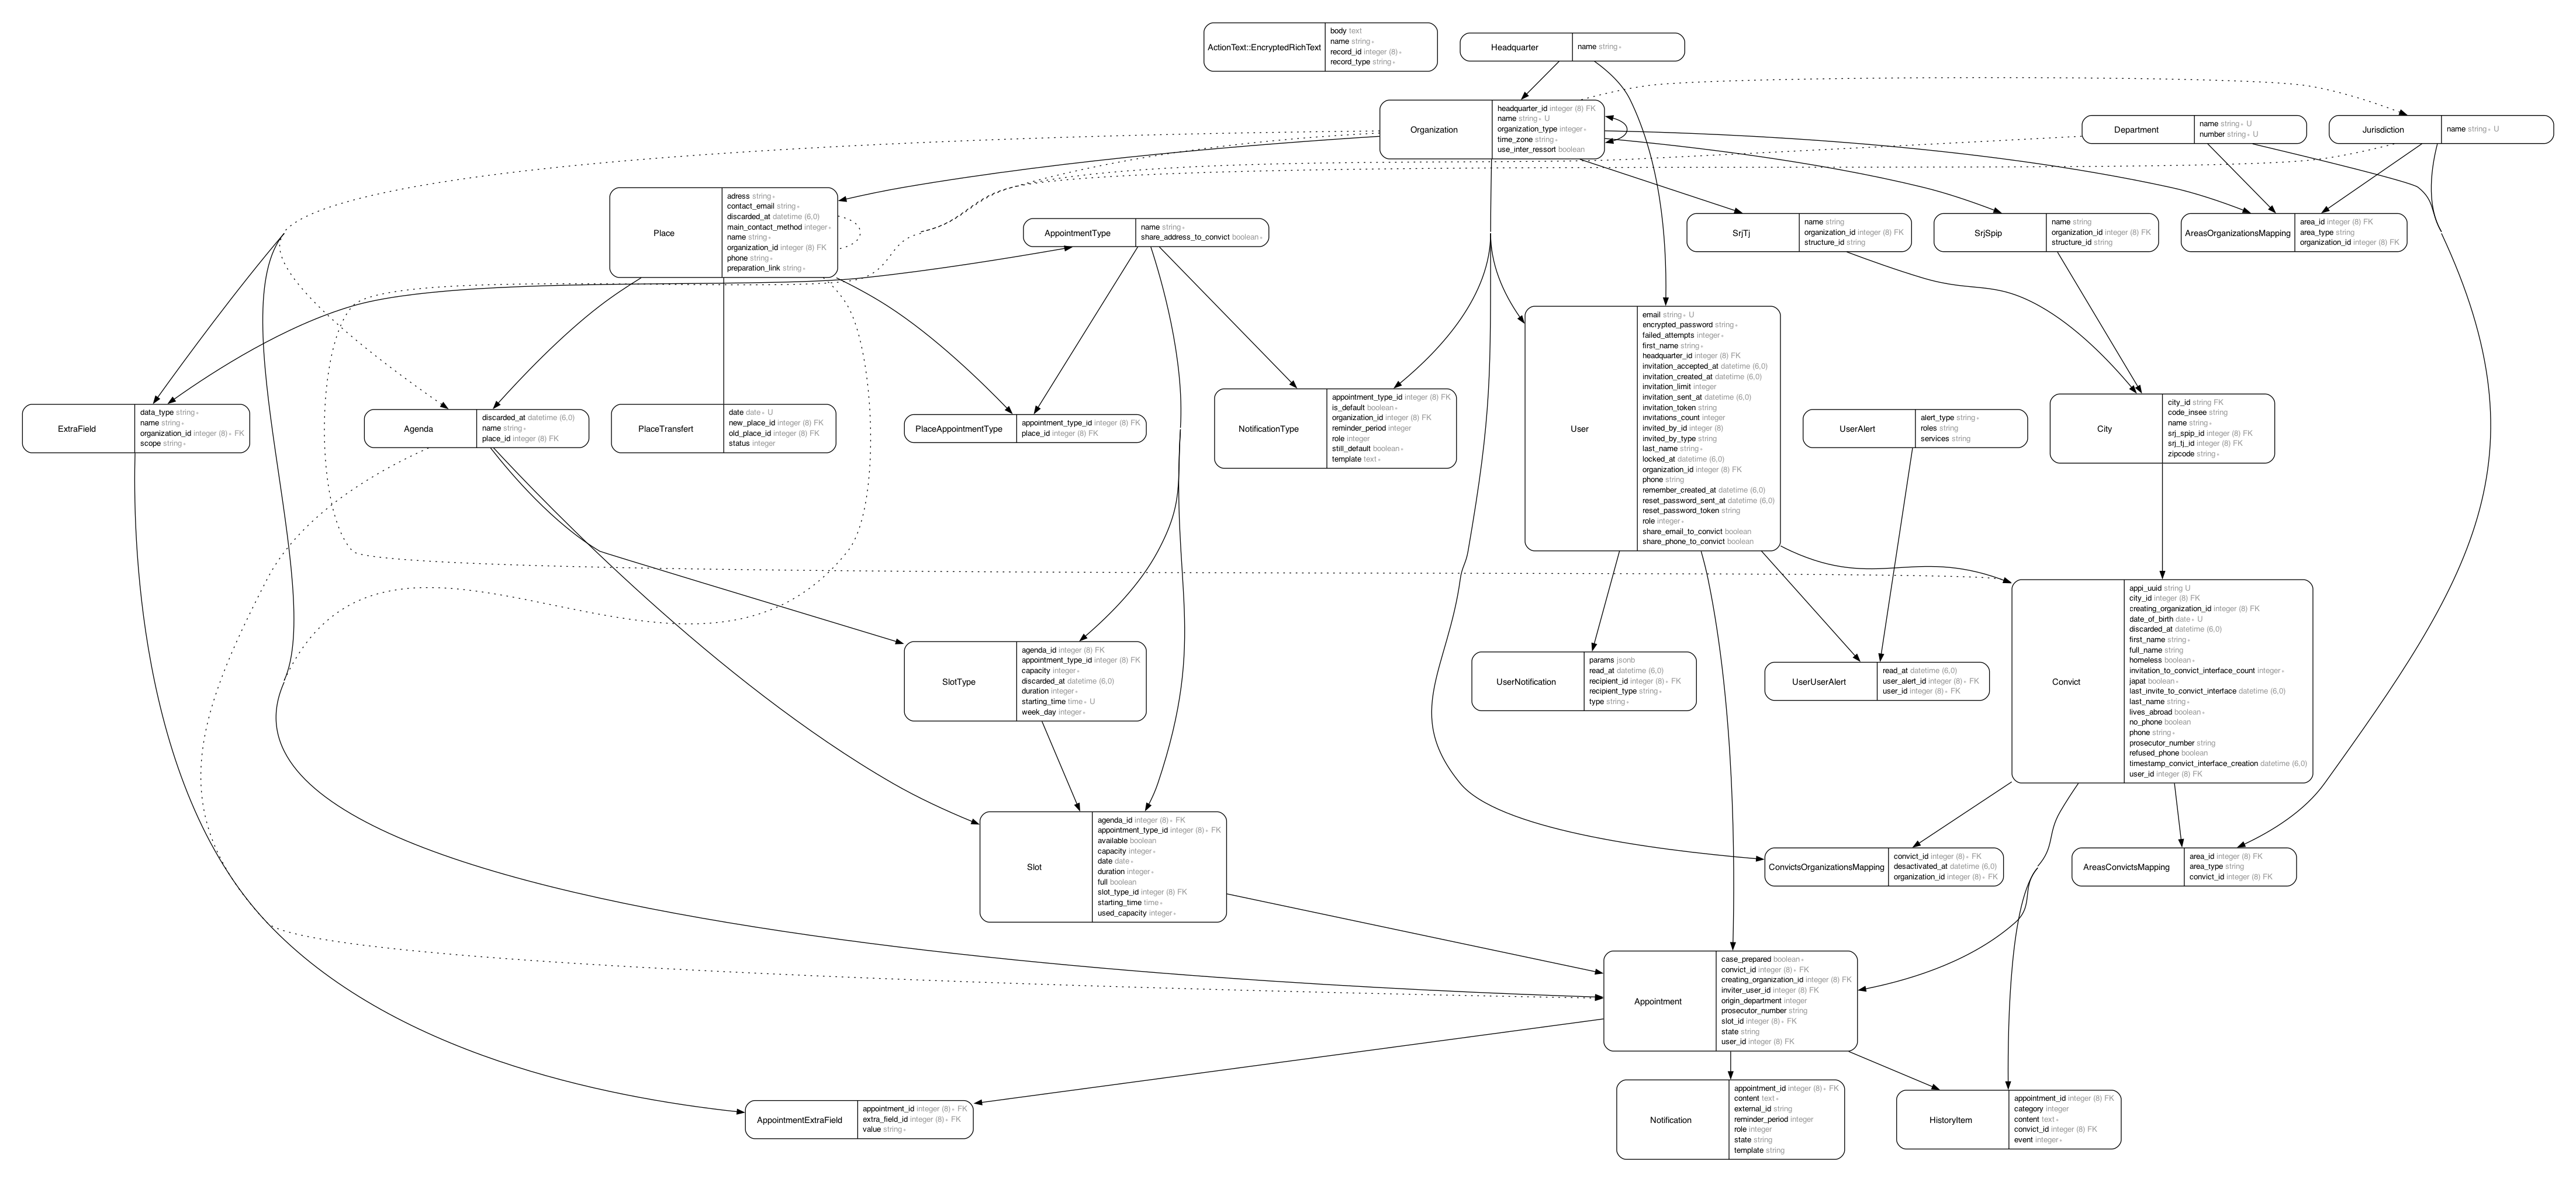 ActionText::EncryptedRichText
body text
name string *
record_id integer (8) *
record_type string *
Headquarter
name string *
Organization
headquarter_id integer (8) FK
name string * U
organization_type integer *
time_zone string *
use_inter_ressort boolean
Department
name string * U
number string * U
Jurisdiction
name string * U
Place
adress string *
contact_email string *
discarded_at datetime (6,0)
main_contact_method integer *
name string *
organization_id integer (8) FK
phone string *
preparation_link string *
AppointmentType
name string *
share_address_to_convict boolean *
SrjTj
name string
organization_id integer (8) FK
structure_id string
SrjSpip
name string
organization_id integer (8) FK
structure_id string
AreasOrganizationsMapping
area_id integer (8) FK
area_type string
organization_id integer (8) FK
ExtraField
data_type string *
name string *
organization_id integer (8) * FK
scope string *
Agenda
discarded_at datetime (6,0)
name string *
place_id integer (8) FK
PlaceTransfert
date date * U
new_place_id integer (8) FK
old_place_id integer (8) FK
status integer
PlaceAppointmentType
appointment_type_id integer (8) FK
place_id integer (8) FK
NotificationType
appointment_type_id integer (8) FK
is_default boolean *
organization_id integer (8) FK
reminder_period integer
role integer
still_default boolean *
template text *
User
email string * U
encrypted_password string *
failed_attempts integer *
first_name string *
headquarter_id integer (8) FK
invitation_accepted_at datetime (6,0)
invitation_created_at datetime (6,0)
invitation_limit integer
invitation_sent_at datetime (6,0)
invitation_token string
invitations_count integer
invited_by_id integer (8)
invited_by_type string
last_name string *
locked_at datetime (6,0)
organization_id integer (8) FK
phone string
remember_created_at datetime (6,0)
reset_password_sent_at datetime (6,0)
reset_password_token string
role integer *
share_email_to_convict boolean
share_phone_to_convict boolean
UserAlert
alert_type string *
roles string
services string
City
city_id string FK
code_insee string
name string *
srj_spip_id integer (8) FK
srj_tj_id integer (8) FK
zipcode string *
SlotType
agenda_id integer (8) FK
appointment_type_id integer (8) FK
capacity integer *
discarded_at datetime (6,0)
duration integer *
starting_time time * U
week_day integer *
UserNotification
params jsonb
read_at datetime (6,0)
recipient_id integer (8) * FK
recipient_type string *
type string *
UserUserAlert
read_at datetime (6,0)
user_alert_id integer (8) * FK
user_id integer (8) * FK
Convict
appi_uuid string U
city_id integer (8) FK
creating_organization_id integer (8) FK
date_of_birth date * U
discarded_at datetime (6,0)
first_name string *
full_name string
homeless boolean *
invitation_to_convict_interface_count integer *
japat boolean *
last_invite_to_convict_interface datetime (6,0)
last_name string *
lives_abroad boolean *
no_phone boolean
phone string *
prosecutor_number string
refused_phone boolean
timestamp_convict_interface_creation datetime (6,0)
user_id integer (8) FK
Slot
agenda_id integer (8) * FK
appointment_type_id integer (8) * FK
available boolean
capacity integer *
date date *
duration integer *
full boolean
slot_type_id integer (8) FK
starting_time time *
used_capacity integer *
ConvictsOrganizationsMapping
convict_id integer (8) * FK
desactivated_at datetime (6,0)
organization_id integer (8) * FK
AreasConvictsMapping
area_id integer (8) FK
area_type string
convict_id integer (8) FK
Appointment
case_prepared boolean *
convict_id integer (8) * FK
creating_organization_id integer (8) FK
inviter_user_id integer (8) FK
origin_department integer
prosecutor_number string
slot_id integer (8) * FK
state string
user_id integer (8) FK
AppointmentExtraField
appointment_id integer (8) * FK
extra_field_id integer (8) * FK
value string *
Notification
appointment_id integer (8) * FK
content text *
external_id string
reminder_period integer
role integer
state string
template string
HistoryItem
appointment_id integer (8) FK
category integer
content text *
convict_id integer (8) FK
event integer *